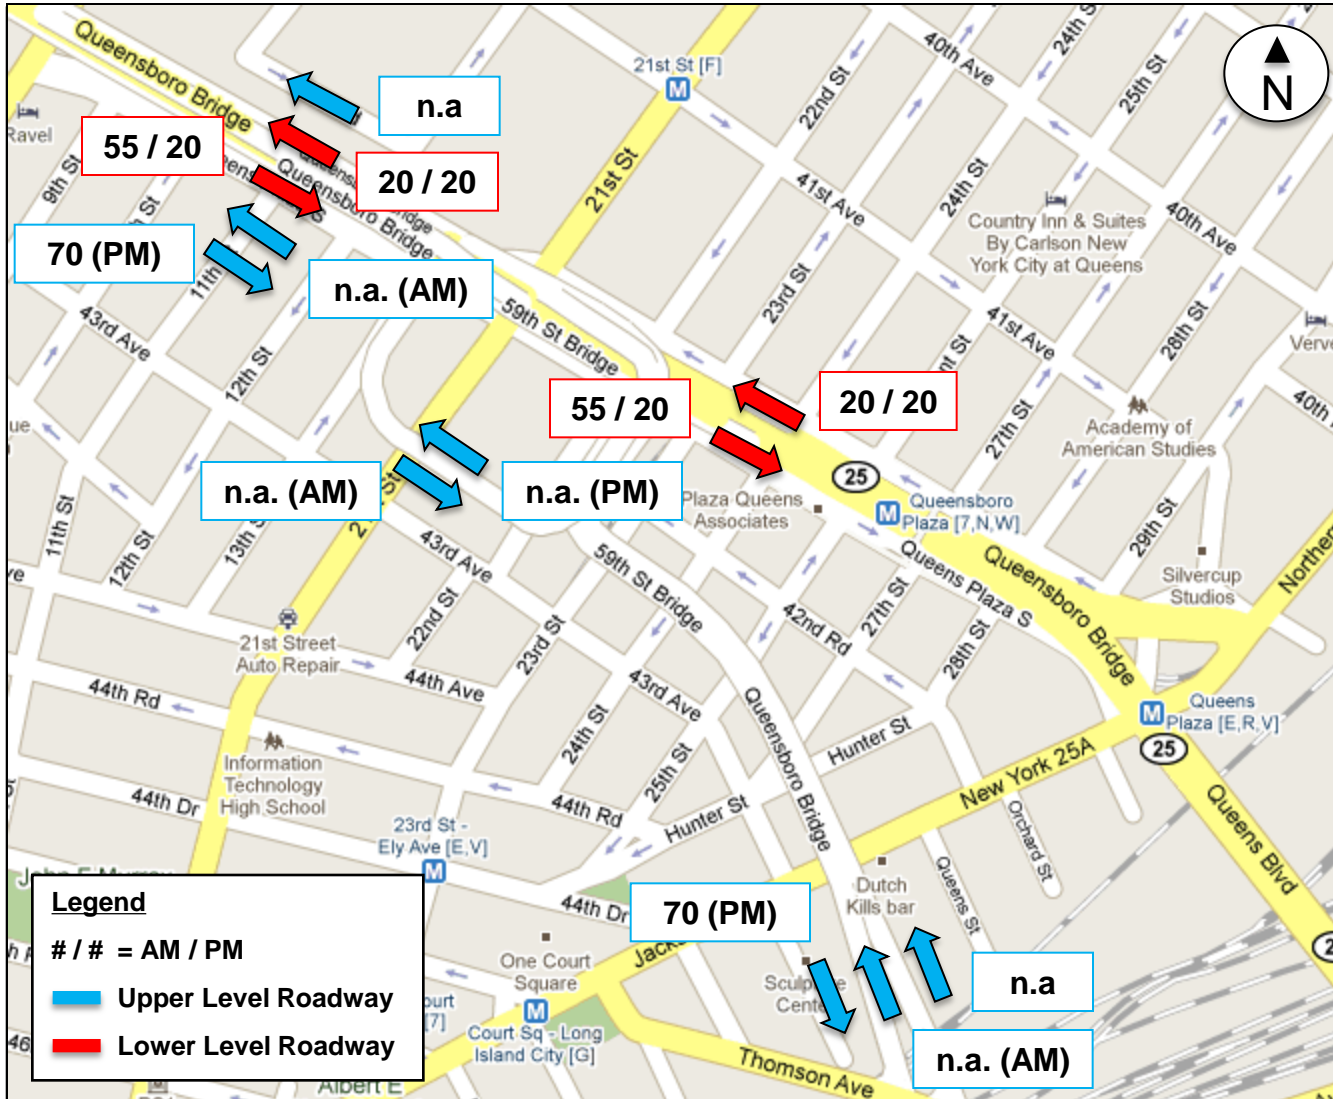 Queensboro Bridge
n.a
21st St [F]
40th Ave
24th St
25th St
N
Ravel
55 / 20
20 / 20
Queensboro Bridge
9th St
21st St
22nd St
41st Ave
24th St
40th Ave
Country Inn & Suites
By Carlson New
York City at Queens
70 (PM)
11th
n.a. (AM)
43rd Ave
12th St
59th St Bridge
23rd St
41st Ave
28th St
40th
55 / 20
20 / 20
27th St
Academy of
American Studies
n.a. (AM)
n.a. (PM)
25
Plaza Queens
Associates
Queensboro
Plaza [7,N,W]
11th St
12th St
13th
43rd Ave
59th St Bridge
Queens Plaza S
Queensboro Bridge
29th St
Silvercup
Studios
21st Street
Auto Repair
22nd St
23rd St
42nd Rd
27th St
28th St
44th Rd
44th Ave
43rd Ave
24th St
25th St
Queensboro Bridge
Hunter St
Queens
Plaza [E,R,V]
25
Information
Technology
High School
New York 25A
44th Dr
44th Rd
Hunter St
Orchard St
Queens Blvd
23rd St -
Ely Ave [E,V]
44th Dr
70 (PM)
Dutch
Kills bar
Queens St
One Court
Square
n.a
Court Sq - Long
Island City [G]
Thomson Ave
n.a. (AM)
Legend
# / # = AM / PM
Upper Level Roadway
Lower Level Roadway
Albert E